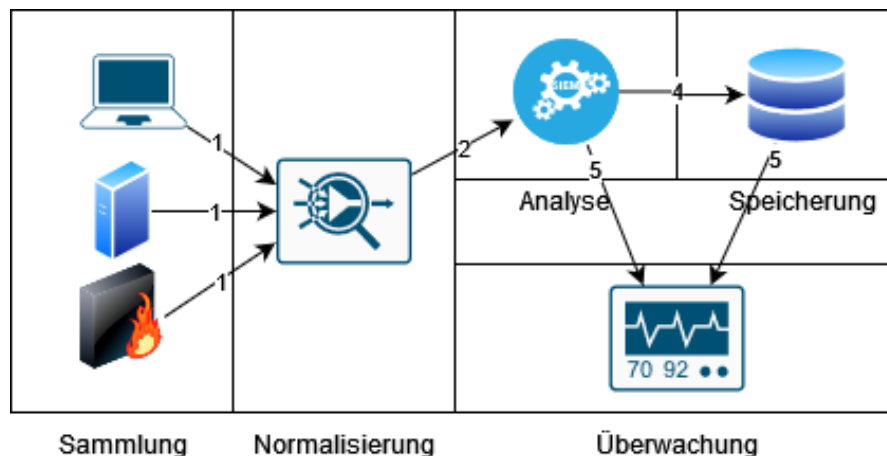 SIEM
1
4
2
1
5
5
Analyse
Speicherung
1
70 92
Sammlung
Normalisierung
Überwachung